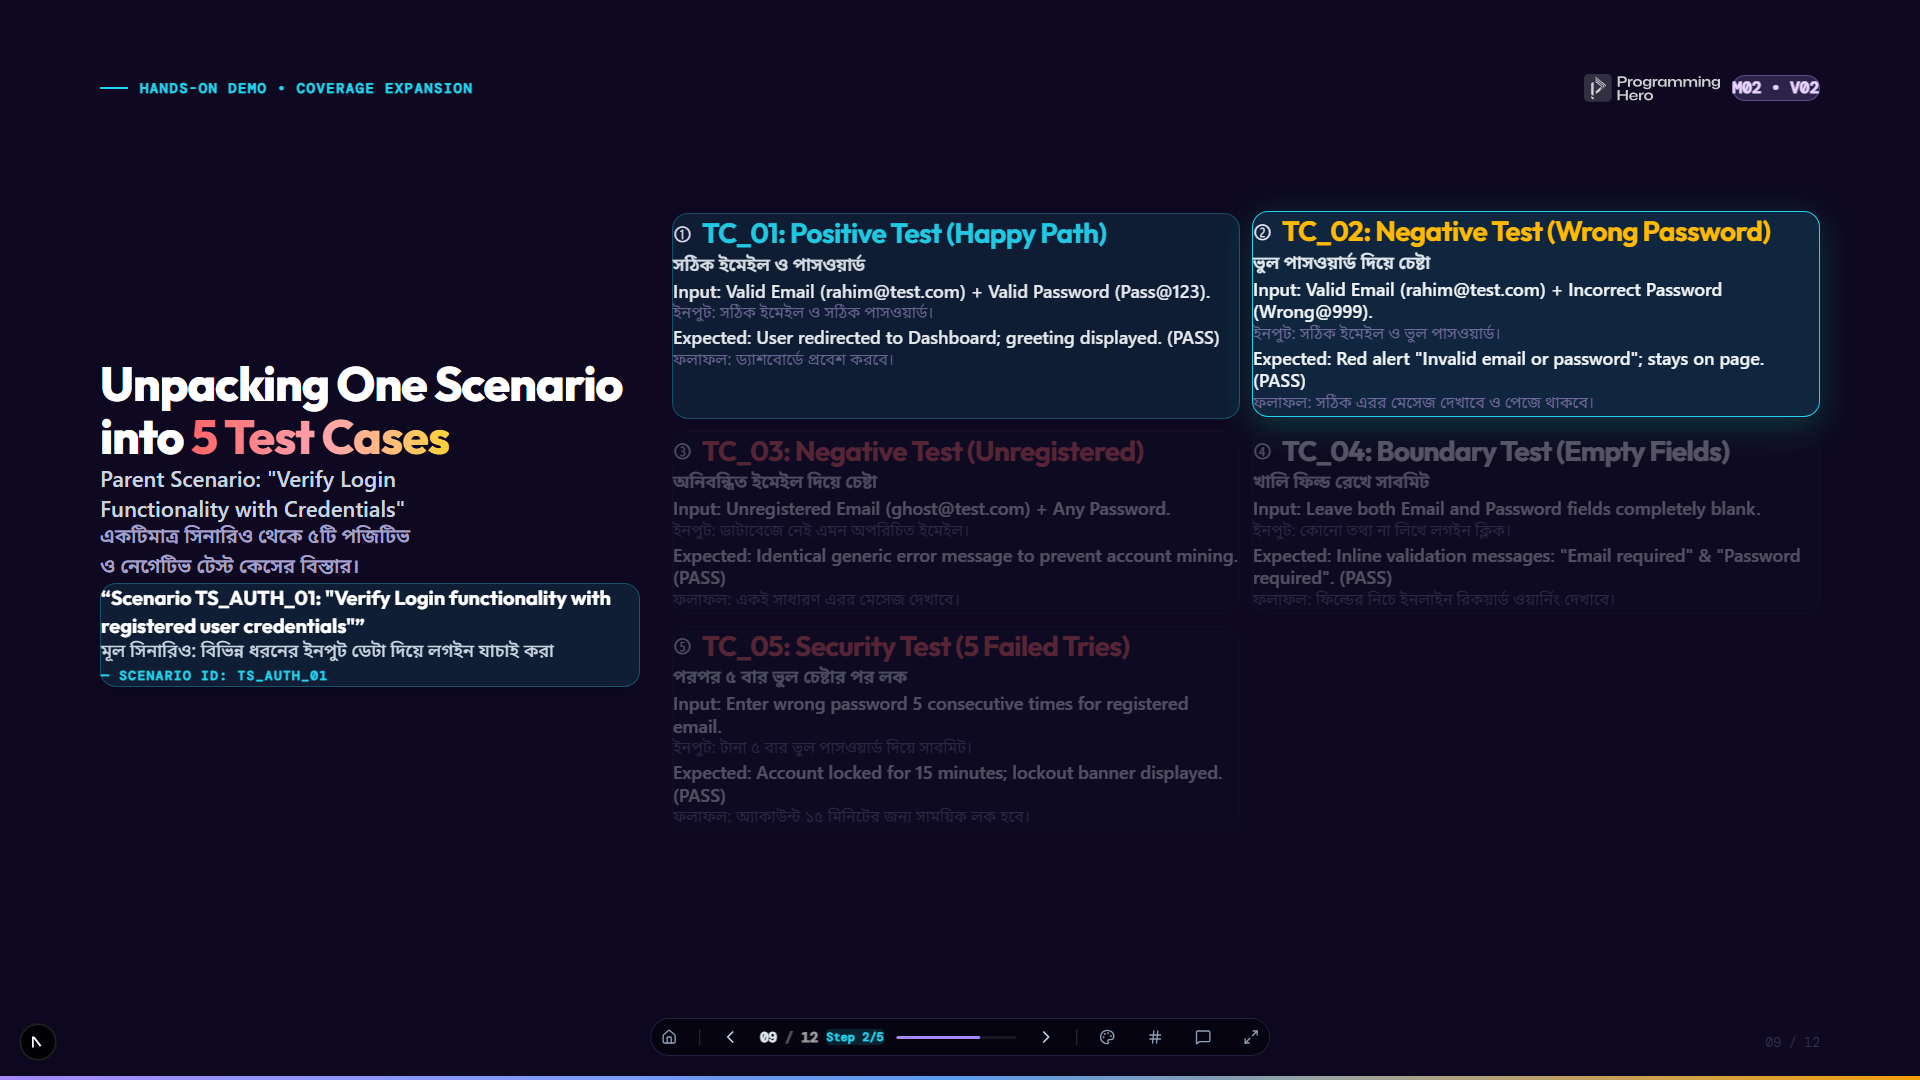 HANDS-ON DEMO • COVERAGE EXPANSION
Programming
Hero
M02 • V02
Unpacking One Scenario
into 5 Test Cases
Parent Scenario: "Verify Login
Functionality with Credentials"
একটিমাত্র সিনারিও থেকে ৫টি পজিটিভ
ও নেগেটিভ টেস্ট কেসের বিস্তার।
“Scenario TS_AUTH_01: "Verify Login functionality with
registered user credentials"”
মূল সিনারিও: বিভিন্ন ধরনের ইনপুট ডেটা দিয়ে লগইন যাচাই করা
— SCENARIO ID: TS_AUTH_01
① TC_01: Positive Test (Happy Path)
সঠিক ইমেইল ও পাসওয়ার্ড
Input: Valid Email (rahim@test.com) + Valid Password (Pass@123).
ইনপুট: সঠিক ইমেইল ও সঠিক পাসওয়ার্ড।
Expected: User redirected to Dashboard; greeting displayed. (PASS)
ফলাফল: ড্যাশবোর্ডে প্রবেশ করবে।
② TC_02: Negative Test (Wrong Password)
ভুল পাসওয়ার্ড দিয়ে চেষ্টা
Input: Valid Email (rahim@test.com) + Incorrect Password
(Wrong@999).
ইনপুট: সঠিক ইমেইল ও ভুল পাসওয়ার্ড।
Expected: Red alert "Invalid email or password"; stays on page.
(PASS)
ফলাফল: সঠিক এরর মেসেজ দেখাবে ও পেজে থাকবে।
③ TC_03: Negative Test (Unregistered)
অনিবন্ধিত ইমেইল দিয়ে চেষ্টা
Input: Unregistered Email (ghost@test.com) + Any Password.
ইনপুট: ডাটাবেজে নেই এমন অপরিচিত ইমেইল।
Expected: Identical generic error message to prevent account mining.
(PASS)
ফলাফল: একই সাধারণ এরর মেসেজ দেখাবে।
④ TC_04: Boundary Test (Empty Fields)
খালি ফিল্ড রেখে সাবমিট
Input: Leave both Email and Password fields completely blank.
ইনপুট: কোনো তথ্য না লিখে লগইন ক্লিক।
Expected: Inline validation messages: "Email required" & "Password
required". (PASS)
ফলাফল: ফিল্ডের নিচে ইনলাইন রিকয়ার্ড ওয়ার্নিং দেখাবে।
⑤ TC_05: Security Test (5 Failed Tries)
পরপর ৫ বার ভুল চেষ্টার পর লক
Input: Enter wrong password 5 consecutive times for registered
email.
ইনপুট: টানা ৫ বার ভুল পাসওয়ার্ড দিয়ে সাবমিট।
Expected: Account locked for 15 minutes; lockout banner displayed.
(PASS)
ফলাফল: অ্যাকাউন্ট ১৫ মিনিটের জন্য সাময়িক লক হবে।
09 / 12 Step 2/5
09 / 12